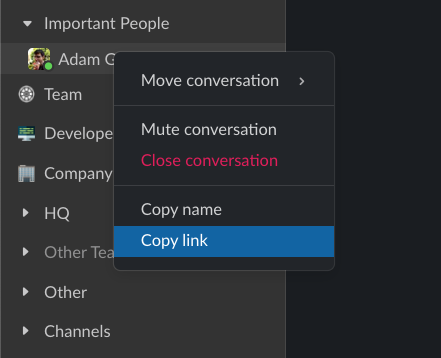 Important People
Adam G
Move conversation
Team
Mute conversation
Develope
Close conversation
Company
Copy name
HQ
Copy link
Other Tea
Other
Channels